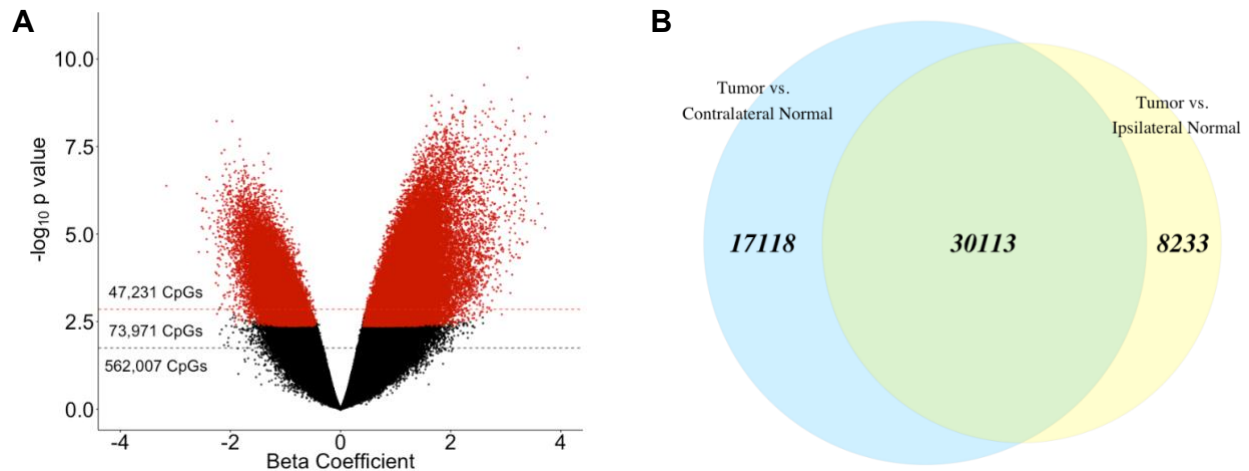 A
-log10 p value
10.0
7.5
5.0
2.5
0.0
47,231 CpGs
73,971 CpGs
562,007 CpGs
-4 -2 0 2 4
Beta Coefficient
B
Tumor vs.
Contralateral Normal
Tumor vs.
Ipsilateral Normal
17118 30113 8233